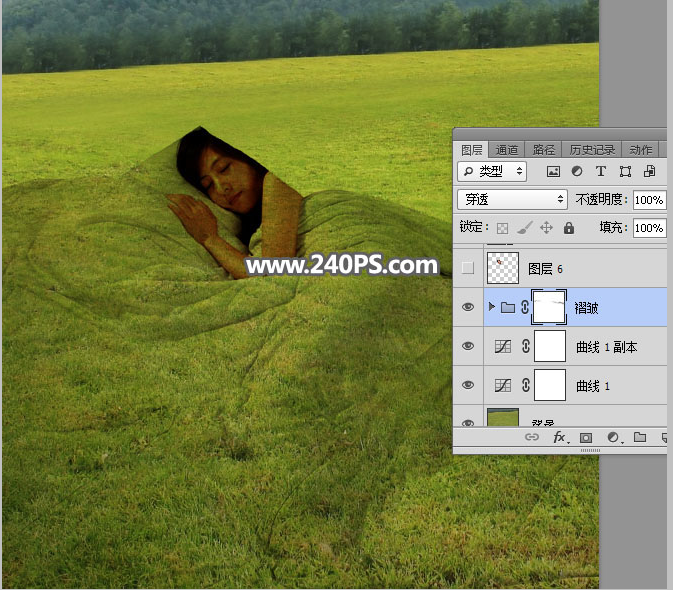 图层 通道 路径 历史记录 动作
类型
穿透 不透明度: 100%
锁定: 填充: 100%
www.240PS.com
图层 6
褶皱
曲线 1 副本
曲线 1
背景
fx